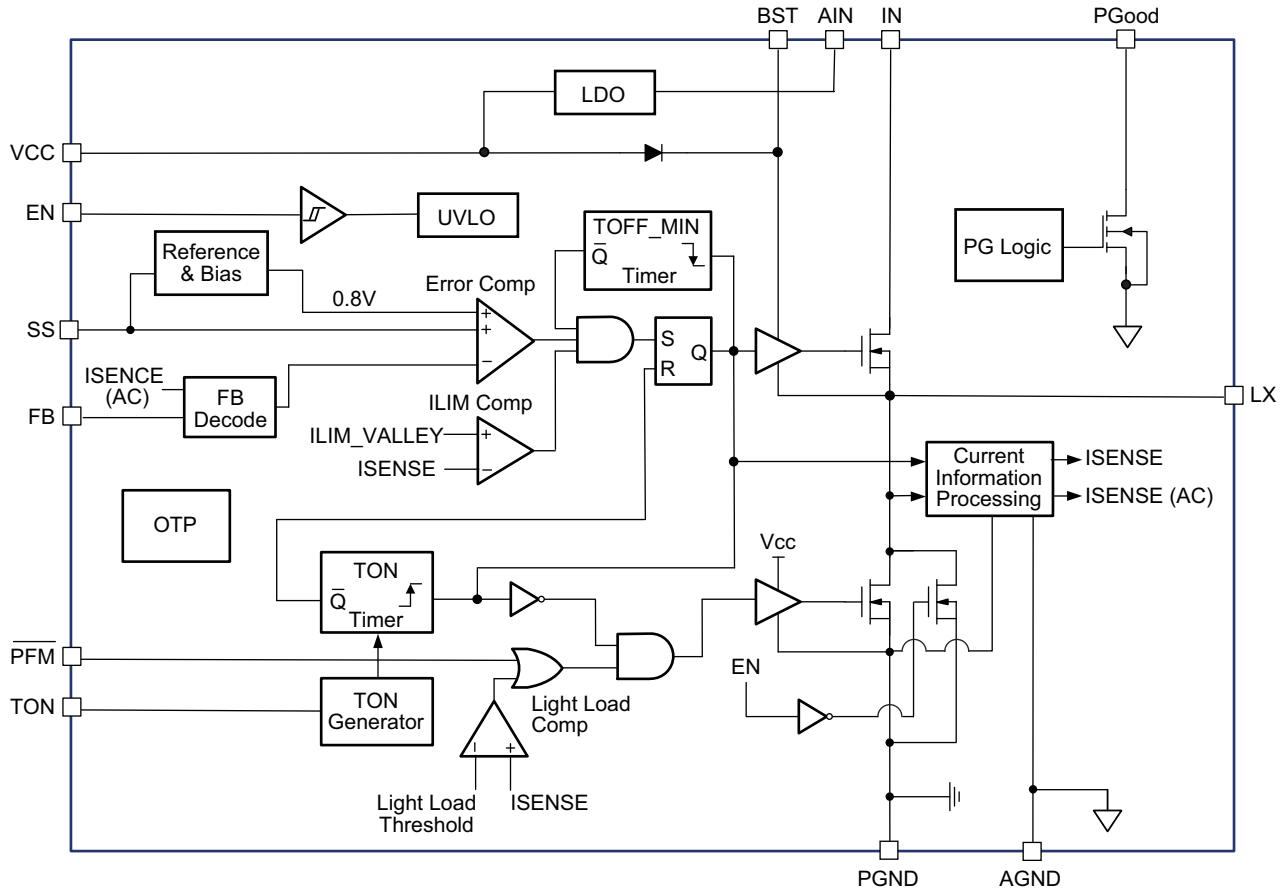 BST
AIN
IN
PGood
LDO
VCC
EN
UVLO
TOFF_MIN
Q̅
Timer
Reference
& Bias
PG Logic
Error Comp
0.8V
+
+
−
SS
S
Q
R
ISENCE
(AC)
FB
Decode
FB
LX
ILIM Comp
ILIM_VALLEY
+
ISENSE
−
Current
Information
Processing
ISENSE
ISENSE (AC)
OTP
Vcc
TON
Q̅
Timer
P̅F̅M̅
EN
TON
TON
Generator
Light Load
Comp
−
+
Light Load
Threshold
ISENSE
PGND
AGND